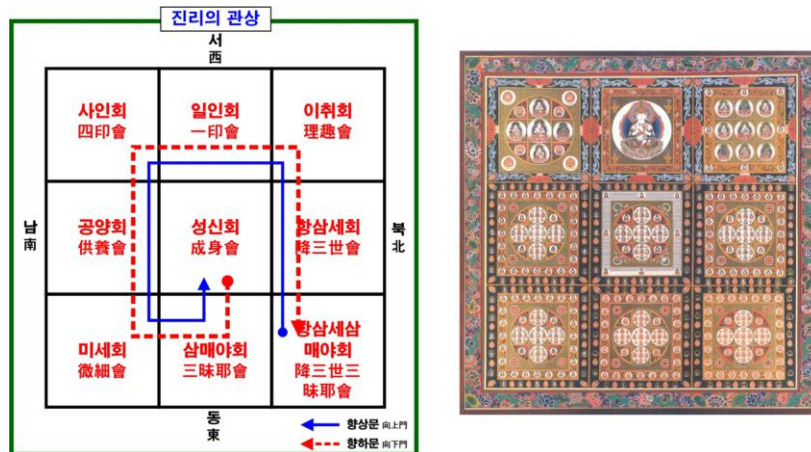 진리의 관상
서
西
사인회
四印會
일인회
一印會
이취회
理趣會
남
南
공양회
供養會
성신회
成身會
항삼세회
降三世會
북
北
미세회
微細會
삼매야회
三昧耶會
항삼세삼
매야회
降三世三
昧耶會
동
東
향상문 向上門
향하문 向下門